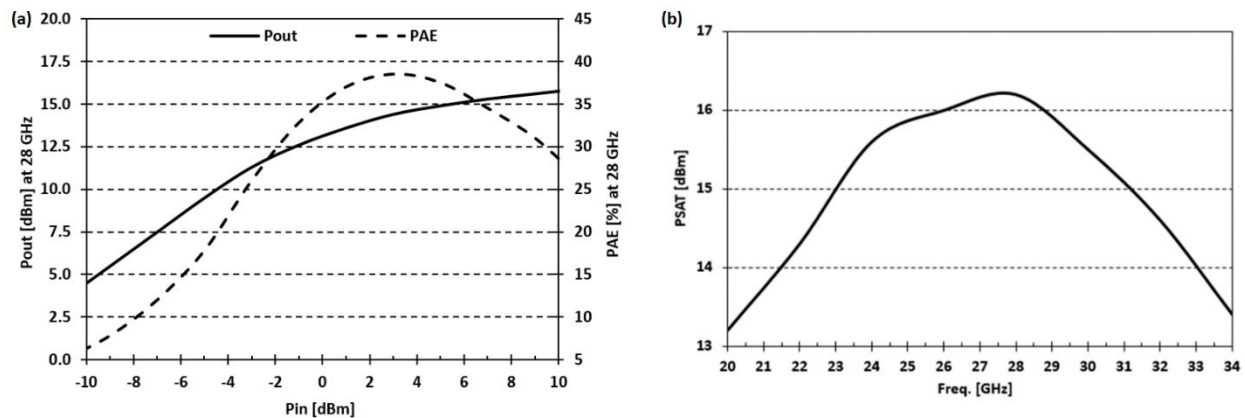 (a)
Pout
PAE
Pout [dBm] at 28 GHz
20.0
17.5
15.0
12.5
10.0
7.5
5.0
2.5
0.0
PAE [%] at 28 GHz
45
40
35
30
25
20
15
10
5
-10 -8 -6 -4 -2 0 2 4 6 8 10
Pin [dBm]
(b)
PSAT [dBm]
17
16
15
14
13
20 21 22 23 24 25 26 27 28 29 30 31 32 33 34
Freq. [GHz]